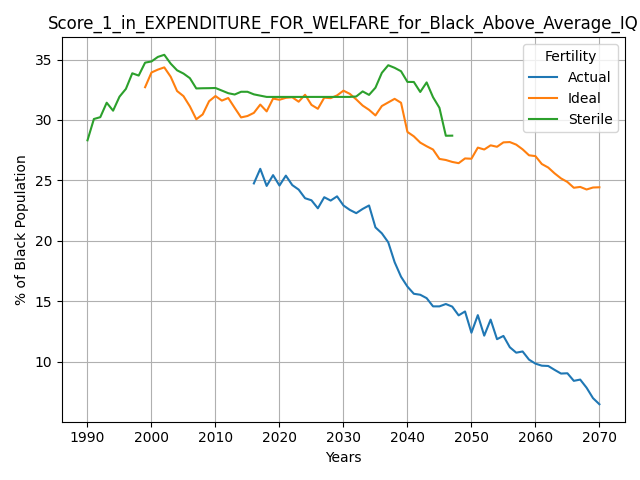 Score_1_in_EXPENDITURE_FOR_WELFARE_for_Black_Above_Average_IQ
Fertility
Actual
Ideal
Sterile
% of Black Population
35
30
25
20
15
10
1990 2000 2010 2020 2030 2040 2050 2060 2070
Years